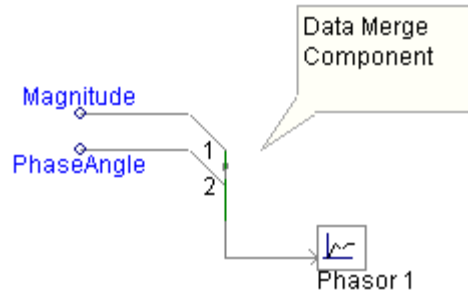 Data Merge
Component
Magnitude
1
PhaseAngle
2
Phasor 1